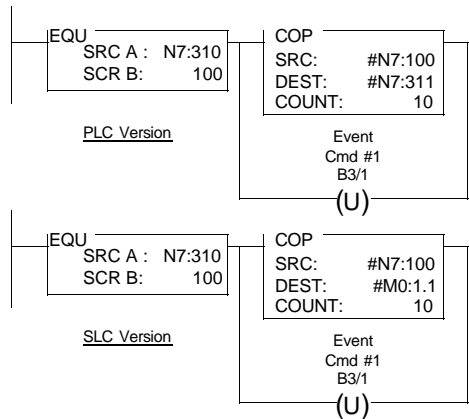 EQU
SRC A : N7:310
SCR B: 100
COP
SRC: #N7:100
DEST: #N7:311
COUNT: 10
PLC Version
Event
Cmd #1
B3/1
(U)
EQU
SRC A : N7:310
SCR B: 100
COP
SRC: #N7:100
DEST: #M0:1.1
COUNT: 10
SLC Version
Event
Cmd #1
B3/1
(U)